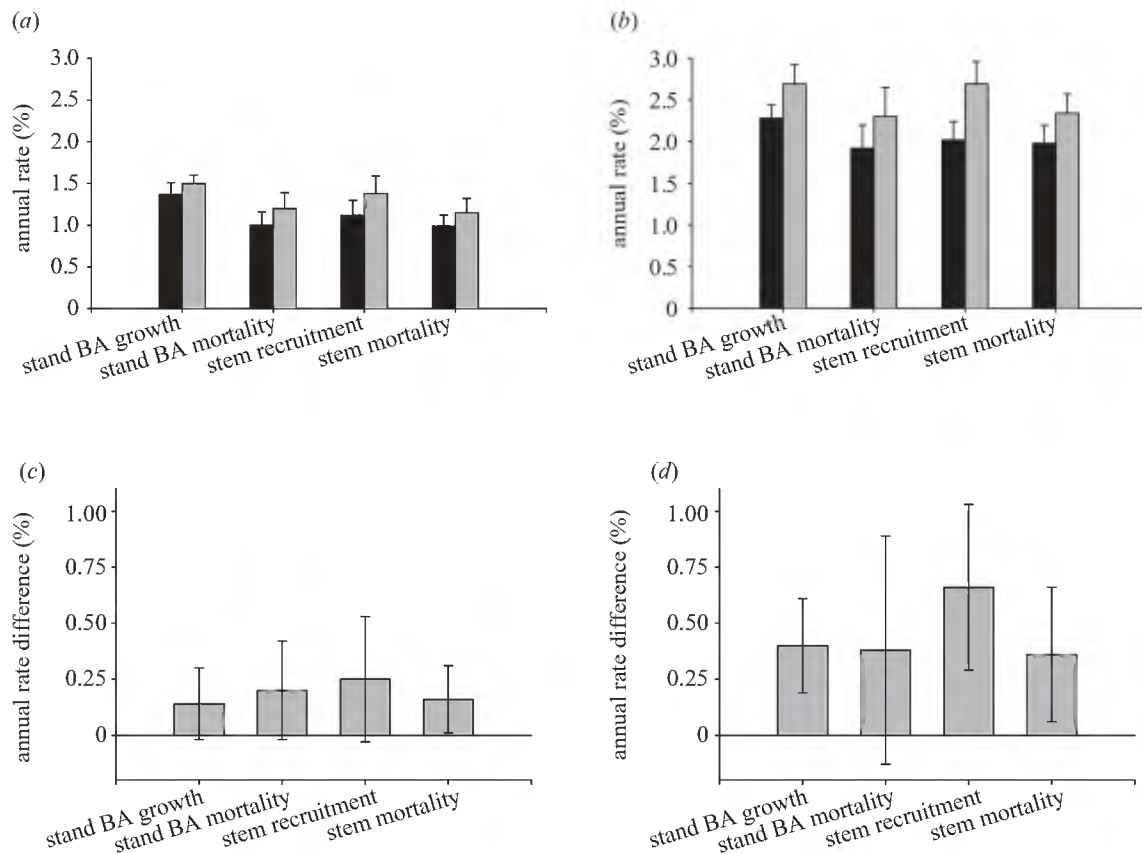 (a)
annual rate (%)
3.0
2.5
2.0
1.5
1.0
0.5
0
stand BA growth
stand BA mortality
stem recruitment
stem mortality
(b)
annual rate (%)
3.0
2.5
2.0
1.5
1.0
0.5
0
stand BA growth
stand BA mortality
stem recruitment
stem mortality
(c)
annual rate difference (%)
1.00
0.75
0.50
0.25
0
stand BA growth
stand BA mortality
stem recruitment
stem mortality
(d)
annual rate difference (%)
1.00
0.75
0.50
0.25
0
stand BA growth
stand BA mortality
stem recruitment
stem mortality